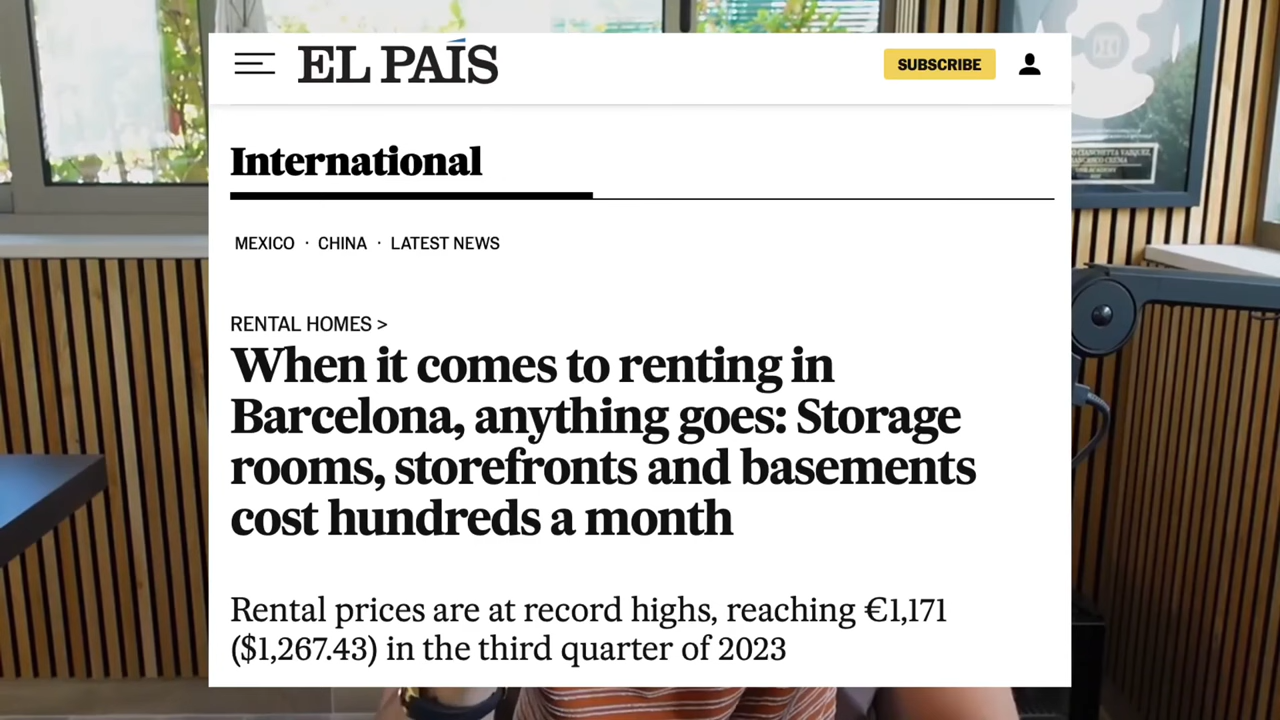 EL PAÍS
SUBSCRIBE
International
MEXICO · CHINA · LATEST NEWS
RENTAL HOMES >
When it comes to renting in
Barcelona, anything goes: Storage
rooms, storefronts and basements
cost hundreds a month
Rental prices are at record highs, reaching €1,171
($1,267.43) in the third quarter of 2023